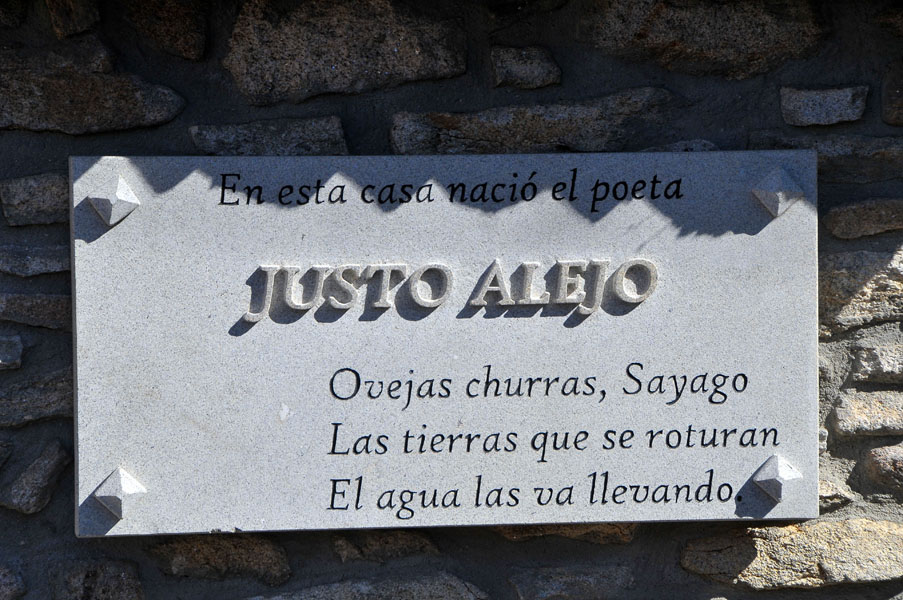 En esta casa nació el poeta
JUSTO ALEJO
Ovejas churras, Sayago
Las tierras que se roturan
El agua las va llevando.